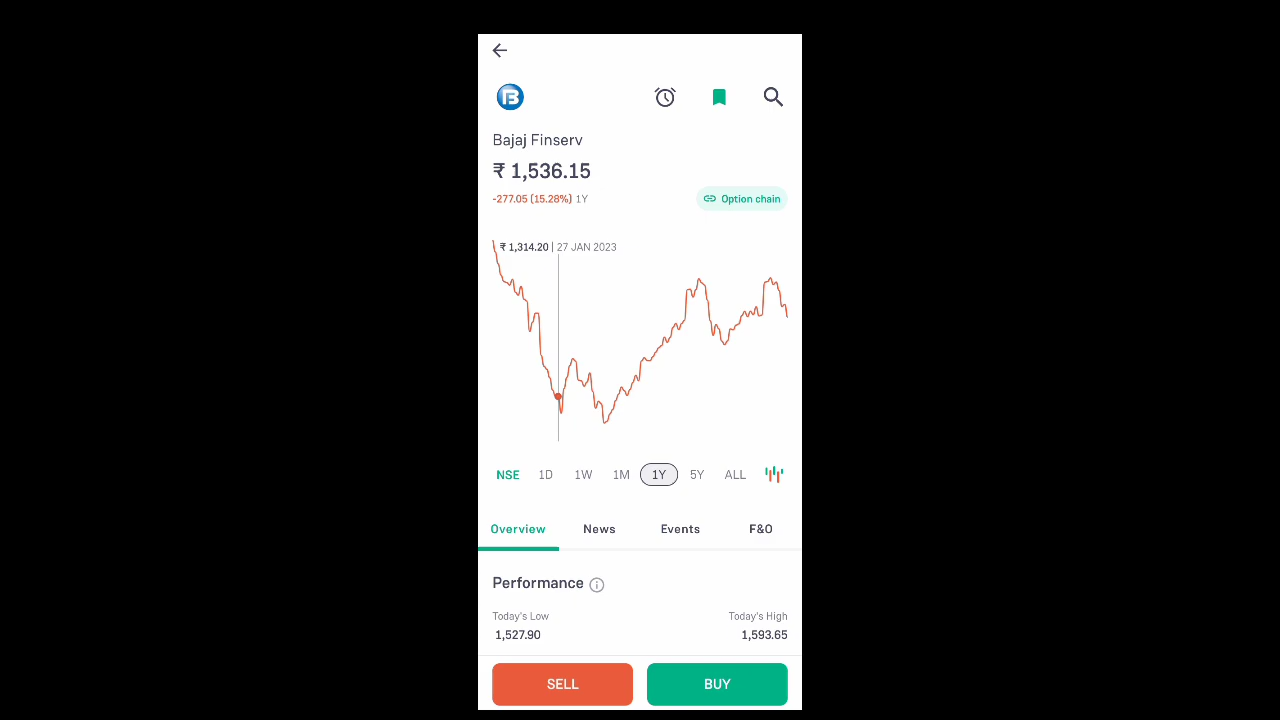 Bajaj Finserv
₹ 1,536.15
-277.05 (15.28%) 1Y
Option chain
₹ 1,314.20 | 27 JAN 2023
NSE 1D 1W 1M 1Y 5Y ALL
Overview News Events F&O
Performance
Today's Low Today's High
1,527.90 1,593.65
SELL BUY